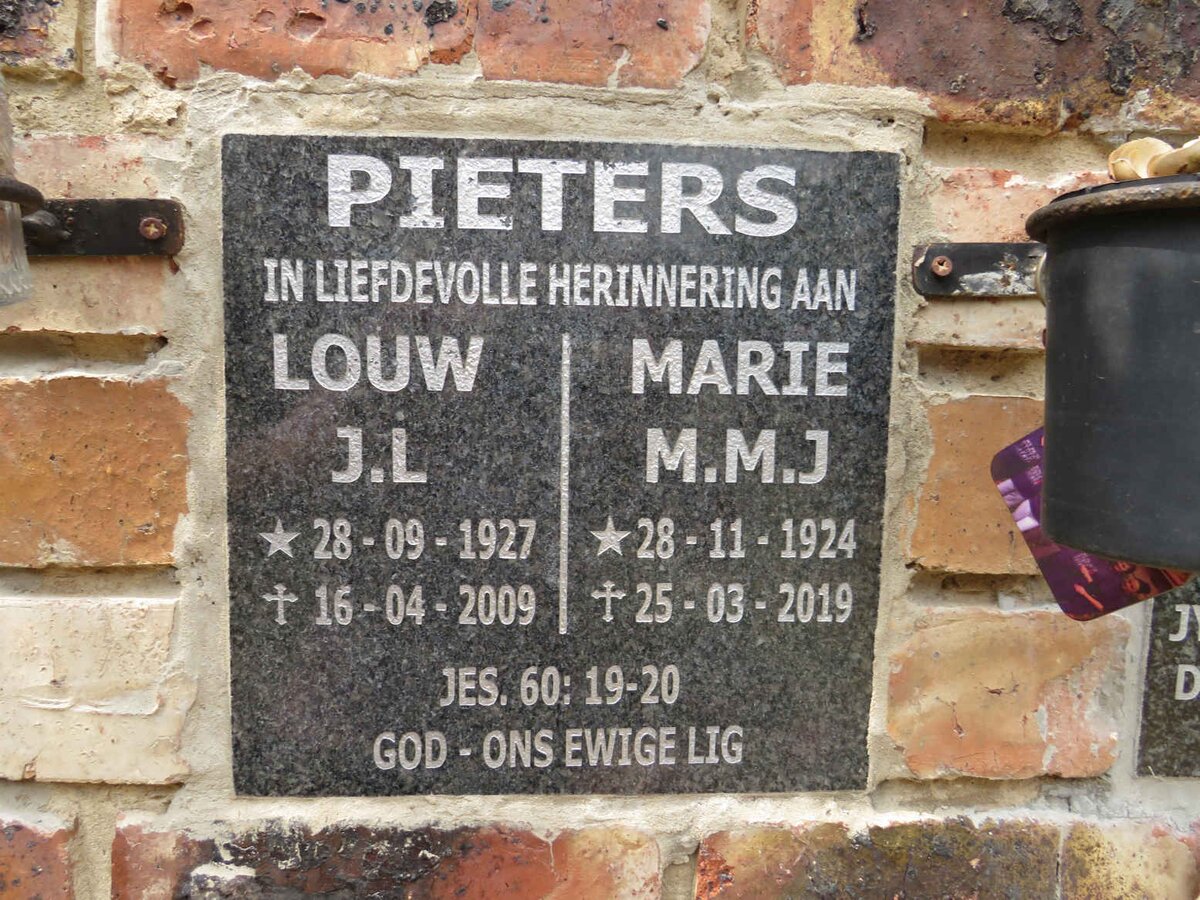 PIETERS
IN LIEFDEVOLLE HERINNERING AAN
LOUW
J.L
★ 28 - 09 - 1927
✝ 16 - 04 - 2009
MARIE
M.M.J
★ 28 - 11 - 1924
✝ 25 - 03 - 2019
JES. 60: 19-20
GOD - ONS EWIGE LIG